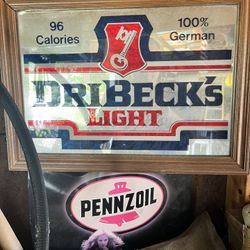 96
Calories
100%
German
DRIBECK'S
LIGHT
PENNZOIL